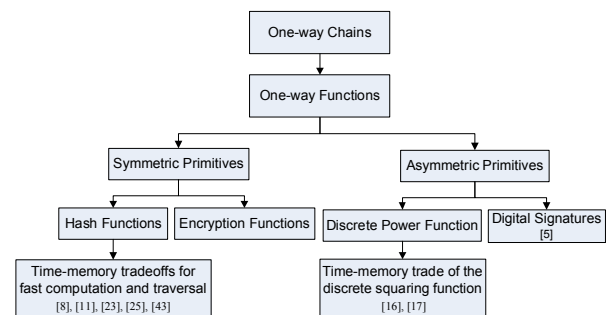 One-way Chains
One-way Functions
Symmetric Primitives
Asymmetric Primitives
Hash Functions
Encryption Functions
Discrete Power Function
Digital Signatures
[5]
Time-memory tradeoffs for
fast computation and traversal
[8], [11], [23], [25], [43]
Time-memory trade of the
discrete squaring function
[16], [17]